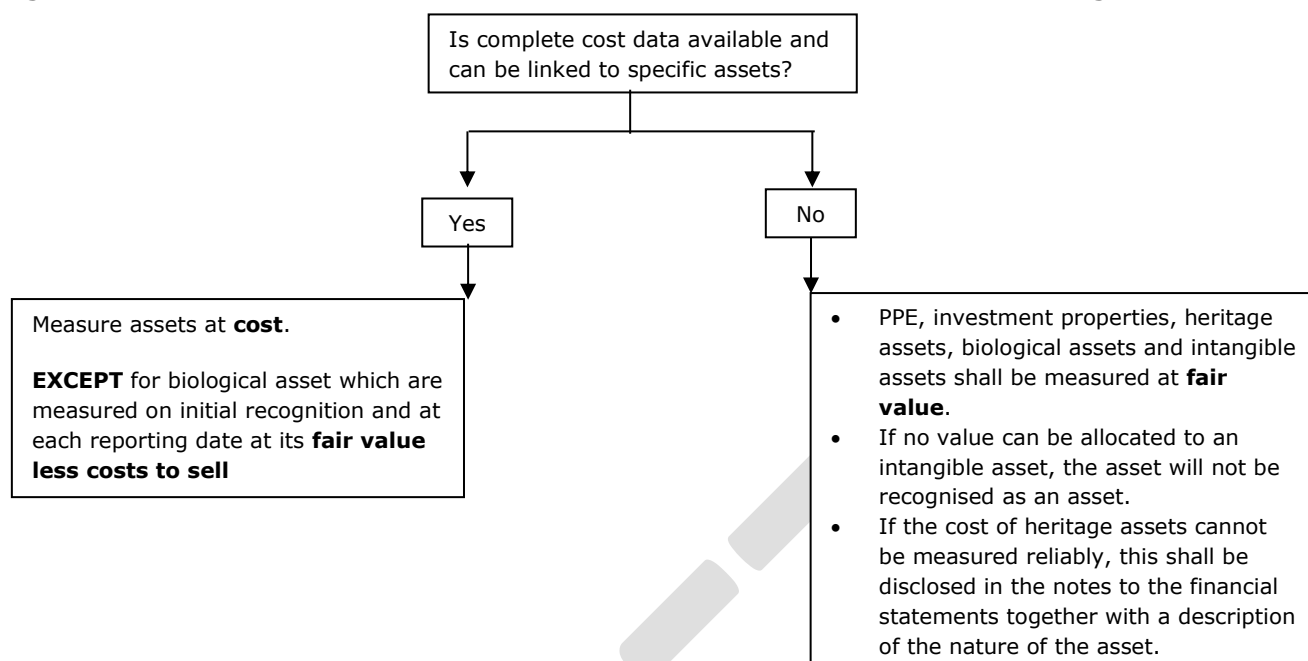 Is complete cost data available and
can be linked to specific assets?
Yes
No
Measure assets at cost.
EXCEPT for biological asset which are
measured on initial recognition and at
each reporting date at its fair value
less costs to sell
• PPE, investment properties, heritage
assets, biological assets and intangible
assets shall be measured at fair
value.
• If no value can be allocated to an
intangible asset, the asset will not be
recognised as an asset.
• If the cost of heritage assets cannot
be measured reliably, this shall be
disclosed in the notes to the financial
statements together with a description
of the nature of the asset.